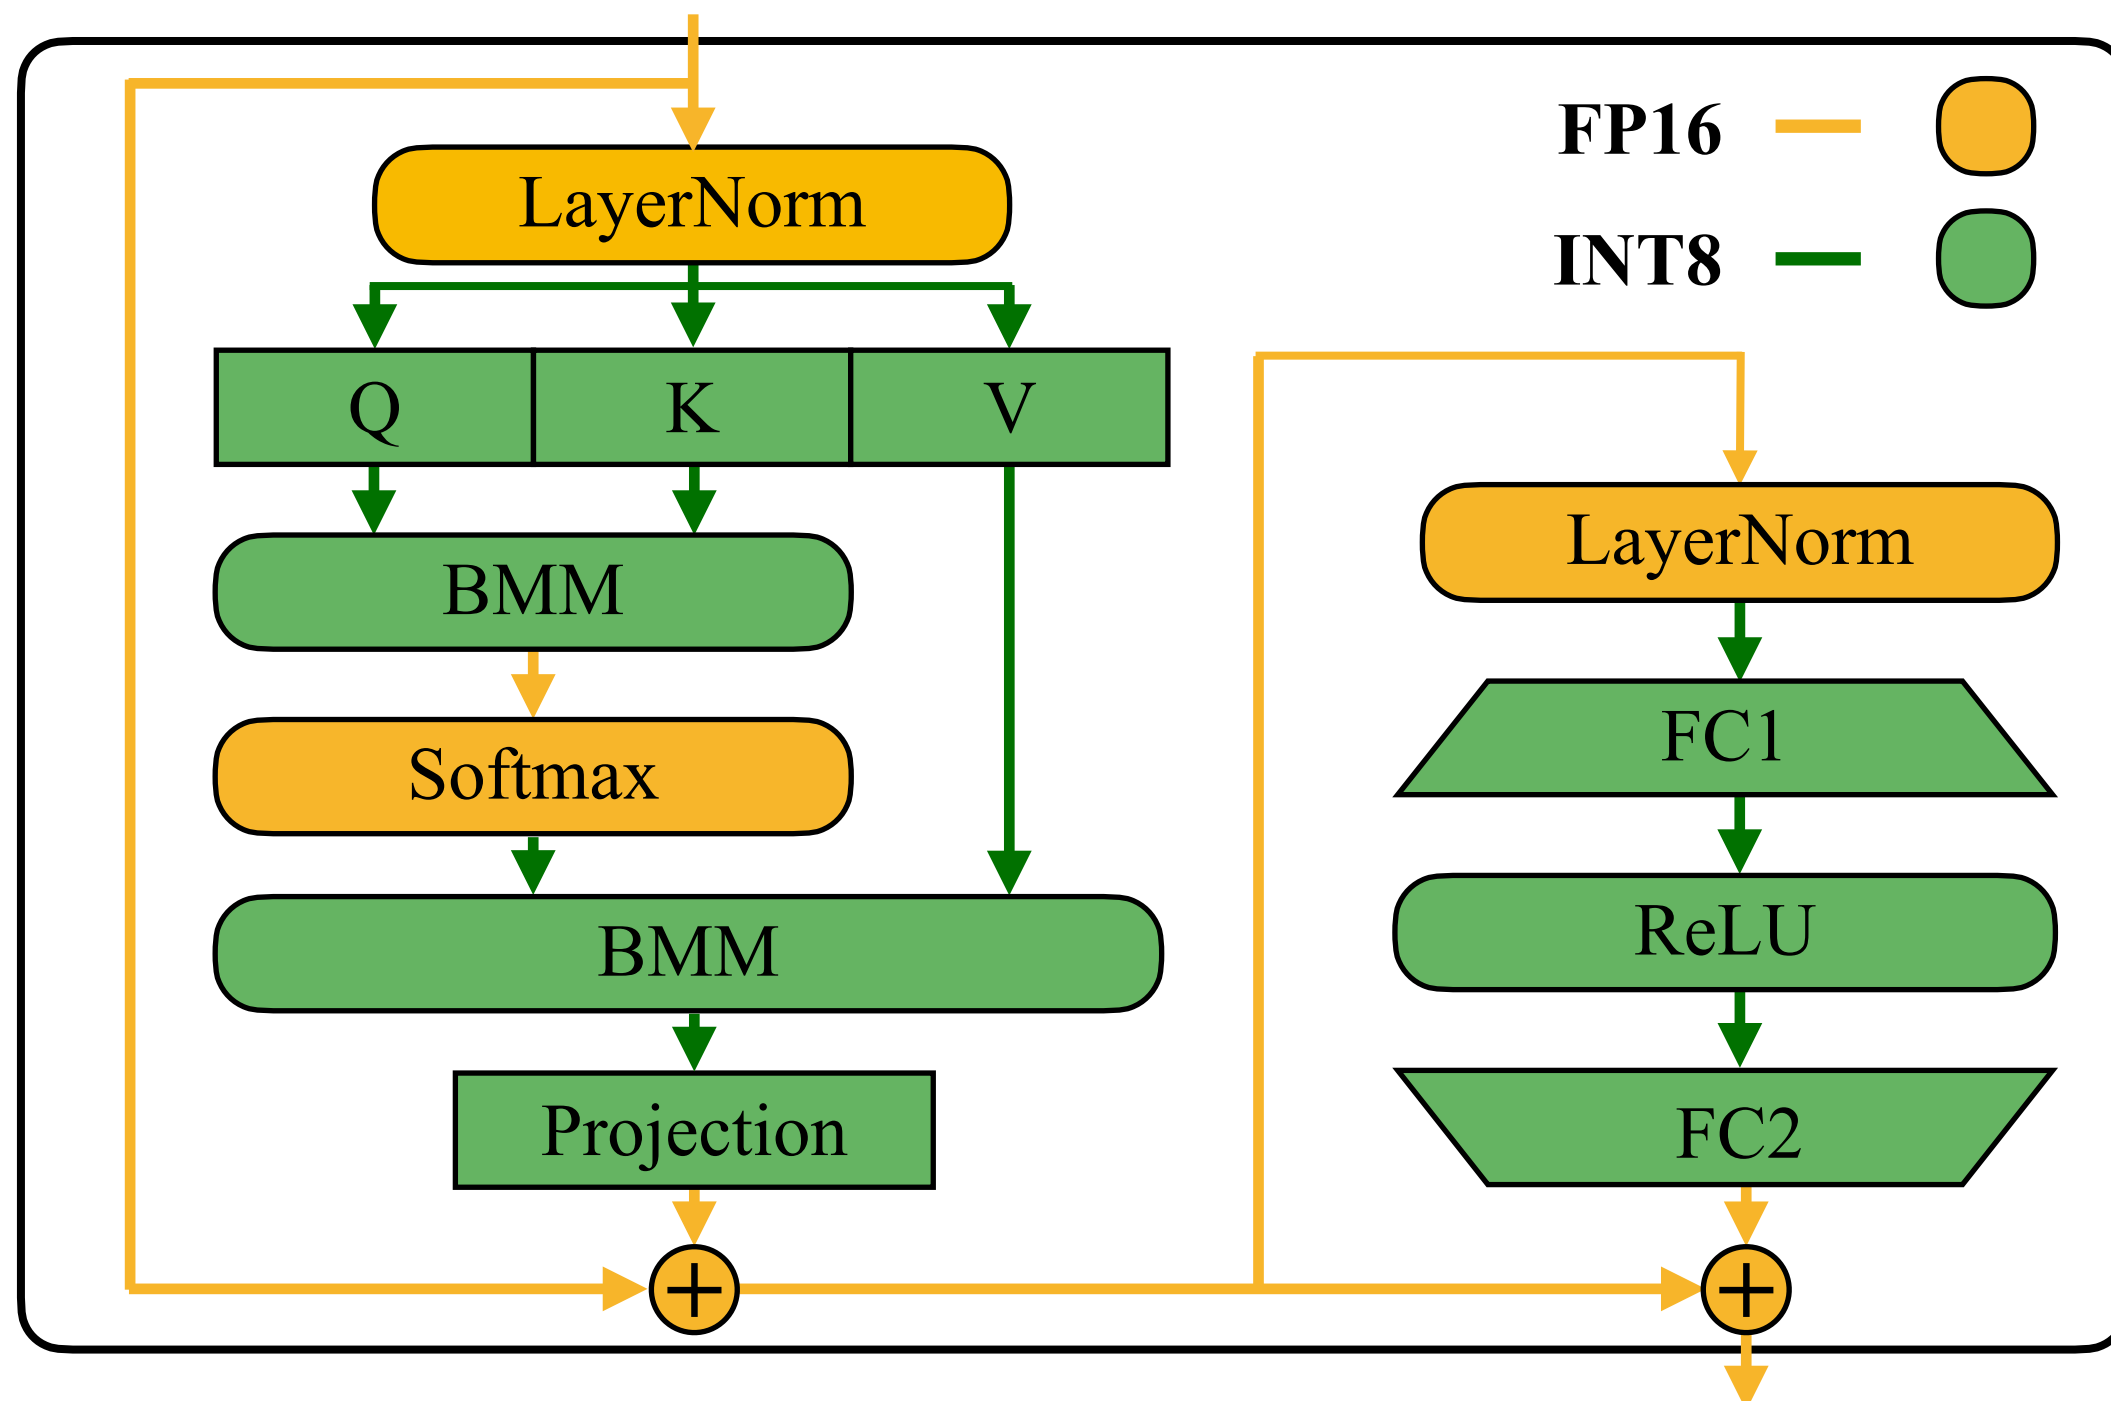 FP16
INT8
LayerNorm
Q K V
BMM
Softmax
BMM
Projection
+
LayerNorm
FC1
ReLU
FC2
+